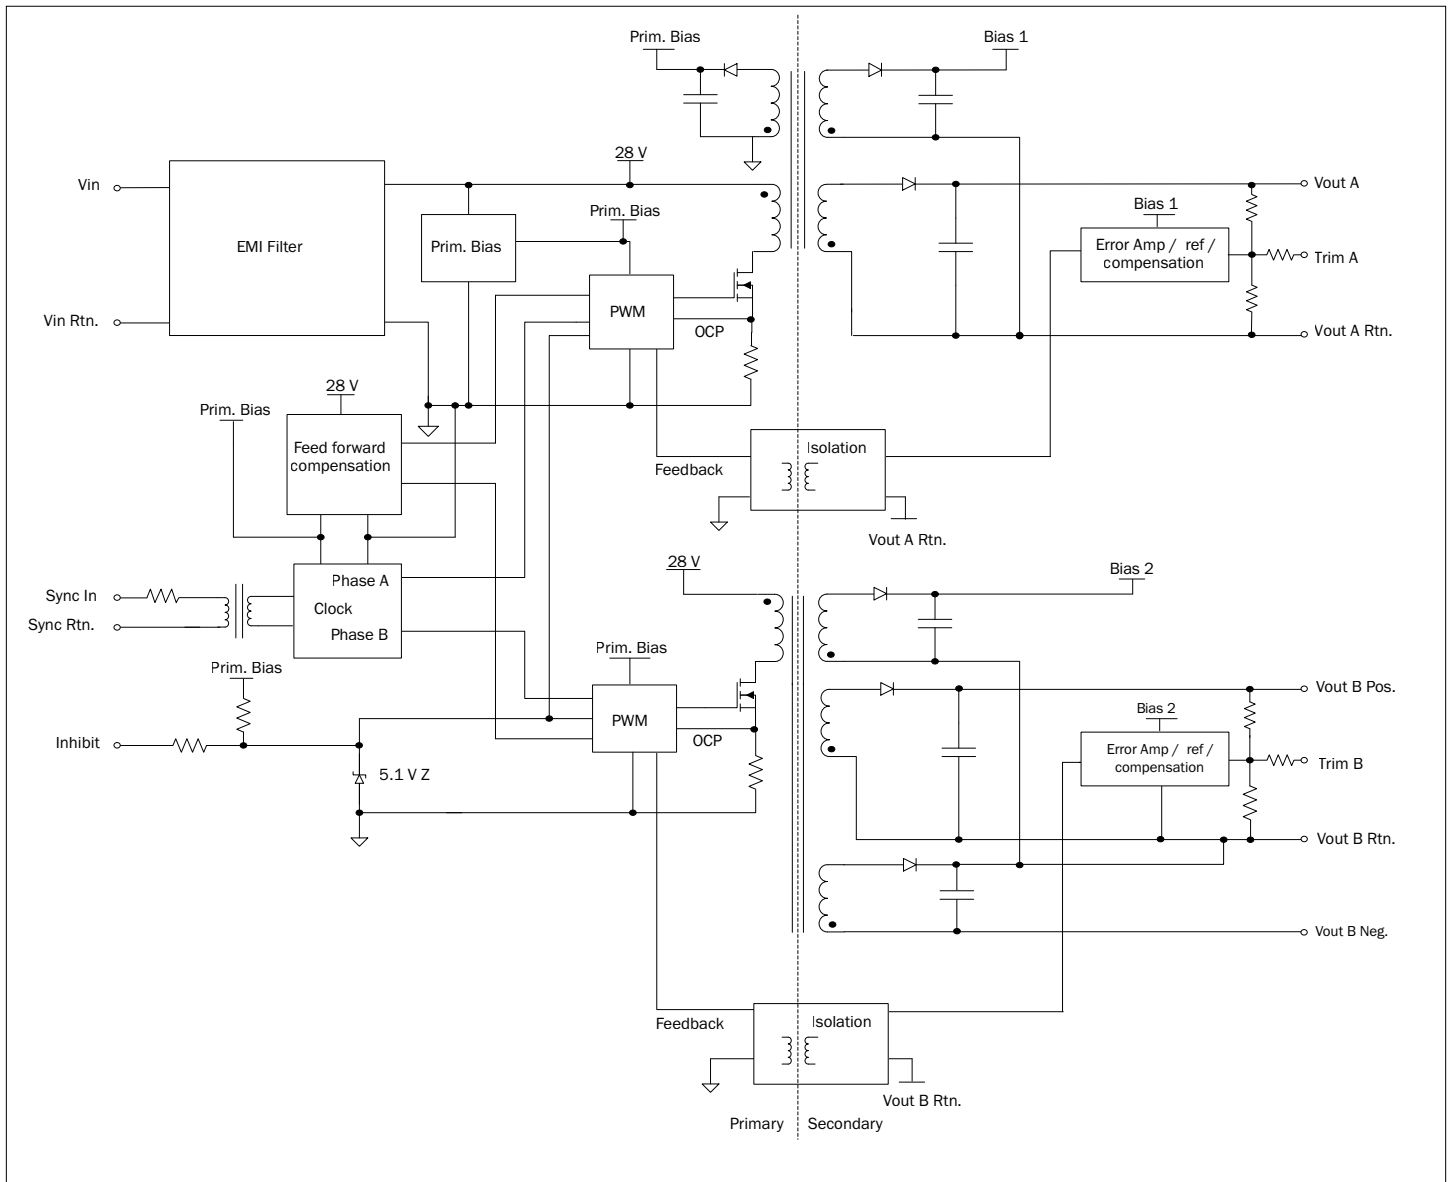 Prim. Bias
Bias 1
28 V
Vin
Vout A
Prim. Bias
Bias 1
EMI Filter
Prim. Bias
Error Amp / ref /
compensation
Trim A
PWM
Vin Rtn.
OCP
Vout A Rtn.
28 V
Prim. Bias
Feed forward
compensation
Isolation
Feedback
Vout A Rtn.
28 V
Bias 2
Phase A
Sync In
Clock
Sync Rtn.
Phase B
Prim. Bias
Prim. Bias
Vout B Pos.
Bias 2
PWM
Inhibit
OCP
Error Amp / ref /
compensation
Trim B
5.1 V Z
Vout B Rtn.
Vout B Neg.
Feedback
Isolation
Vout B Rtn.
Primary
Secondary